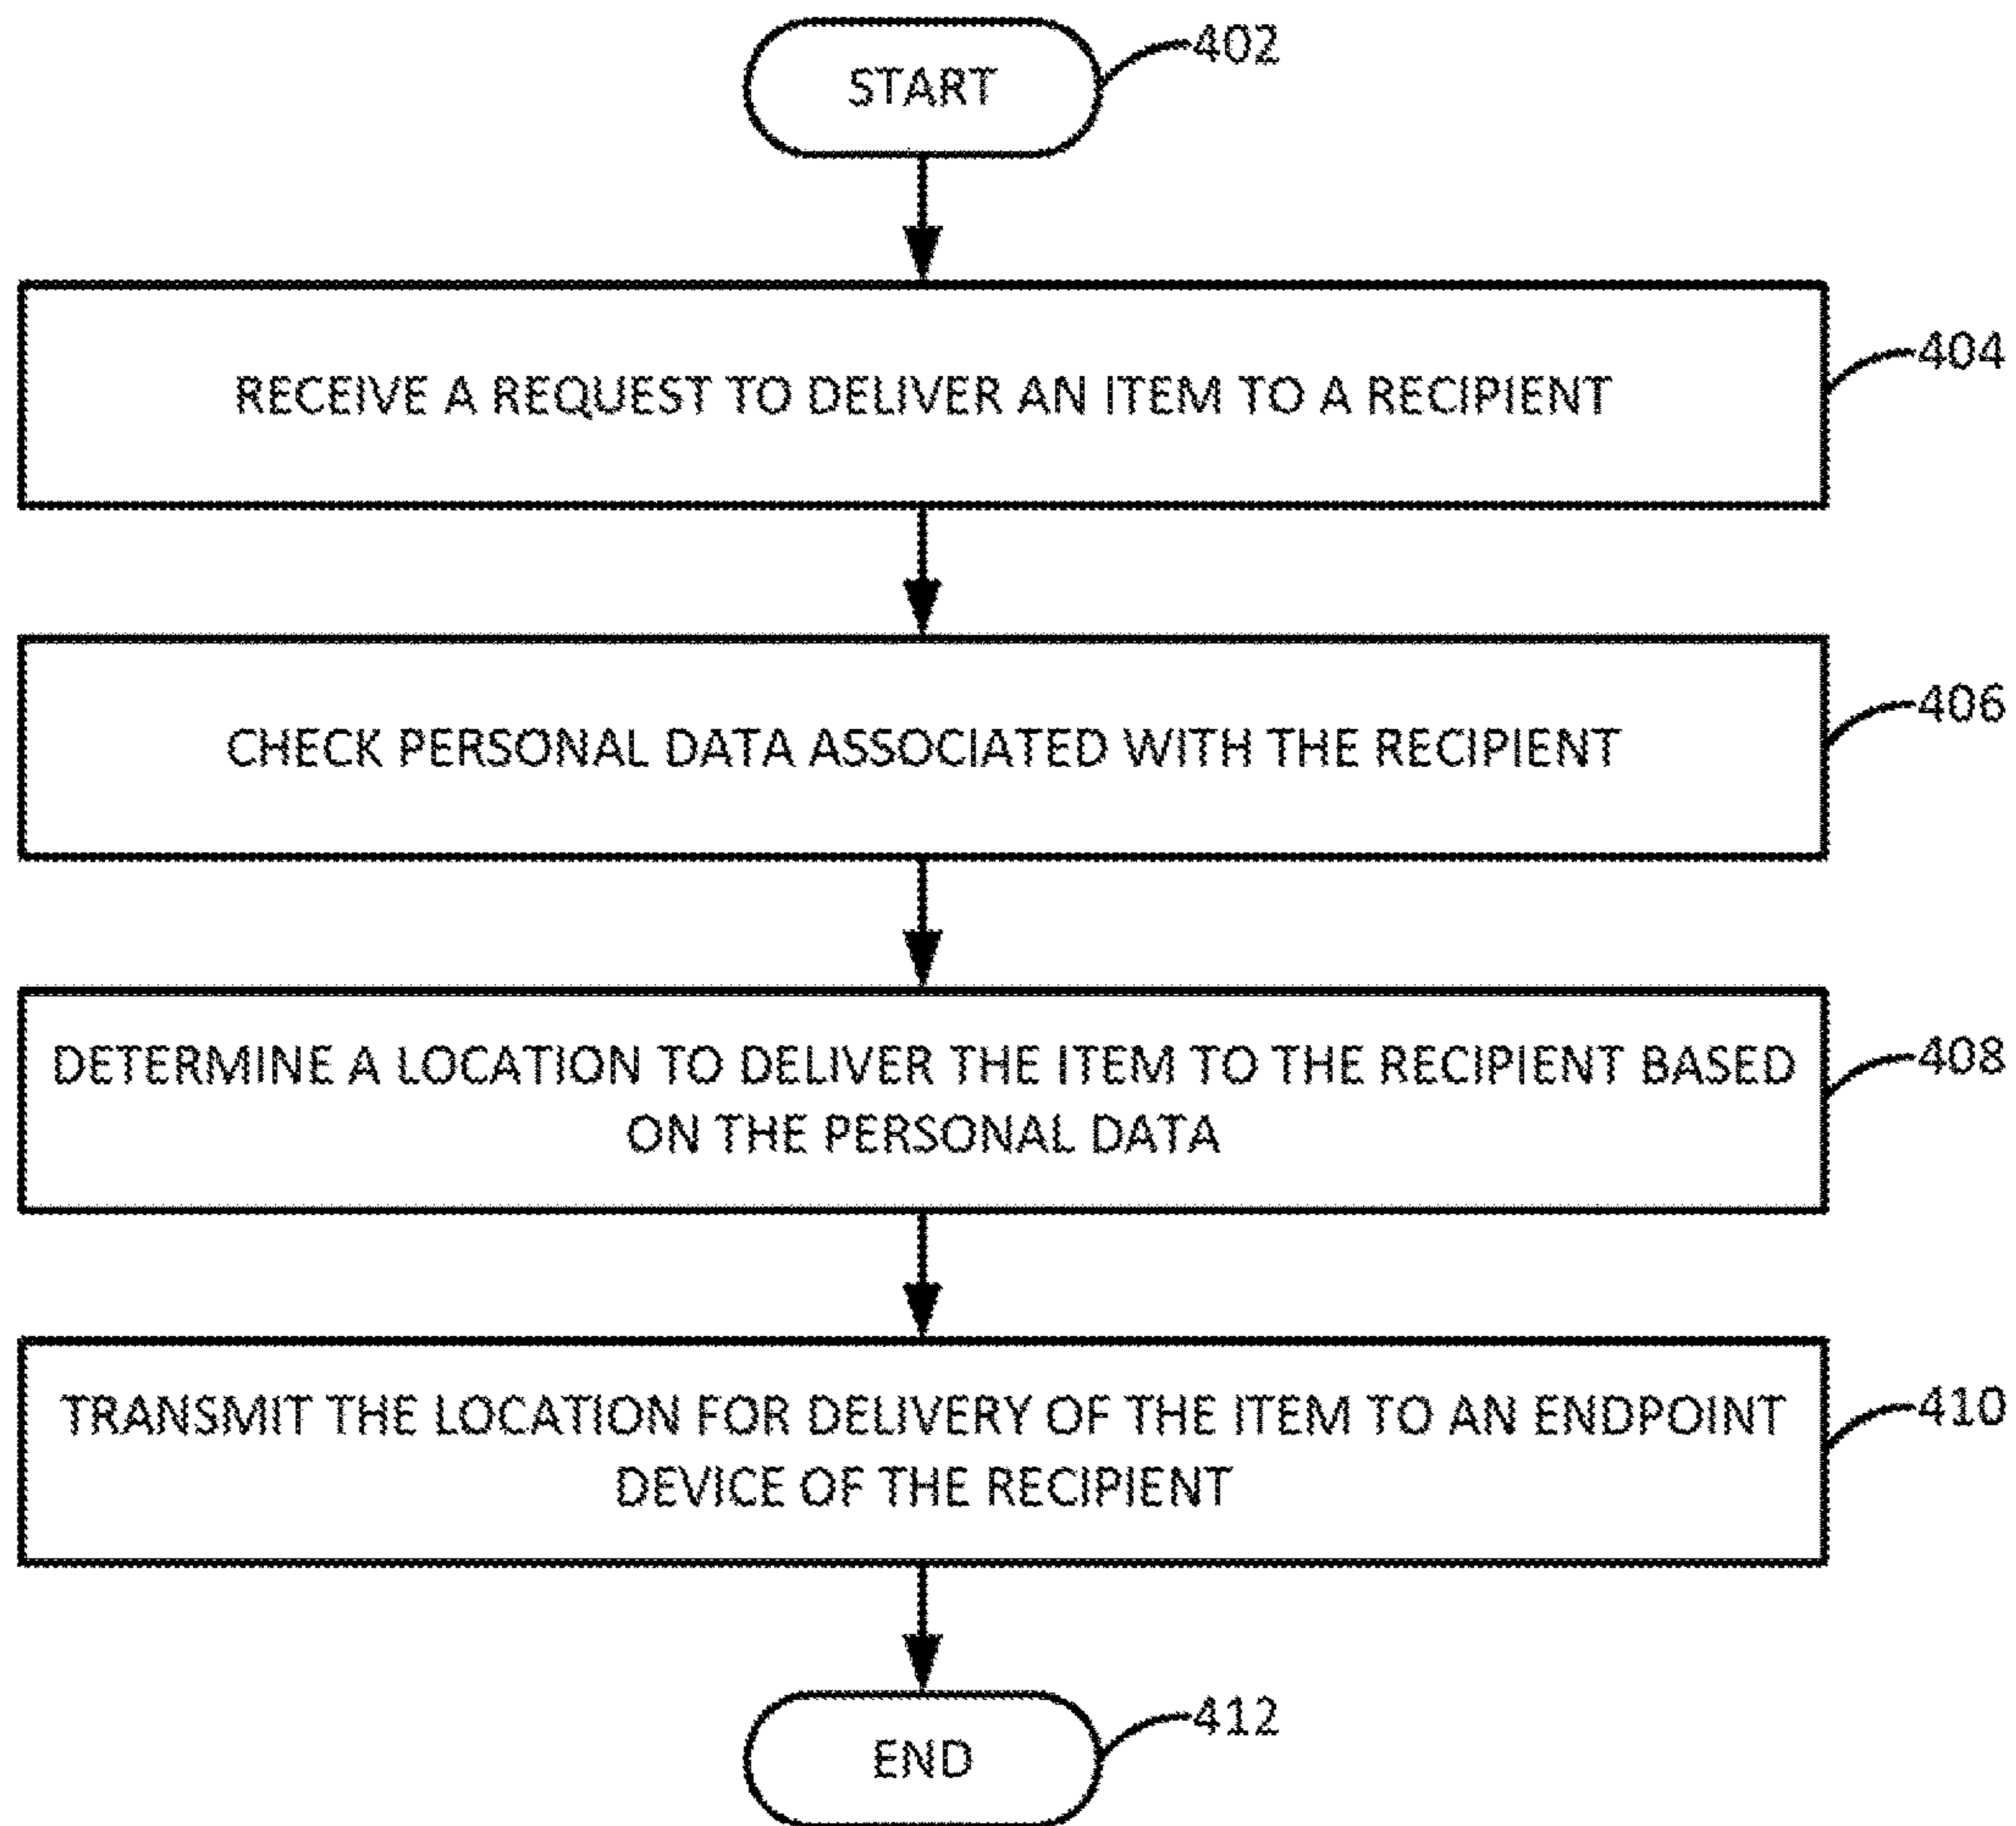 START
402
RECEIVE A REQUEST TO DELIVER AN ITEM TO A RECIPIENT
404
CHECK PERSONAL DATA ASSOCIATED WITH THE RECIPIENT
406
DETERMINE A LOCATION TO DELIVER THE ITEM TO THE RECIPIENT BASED
ON THE PERSONAL DATA
408
TRANSMIT THE LOCATION FOR DELIVERY OF THE ITEM TO AN ENDPOINT
DEVICE OF THE RECIPIENT
410
END
412